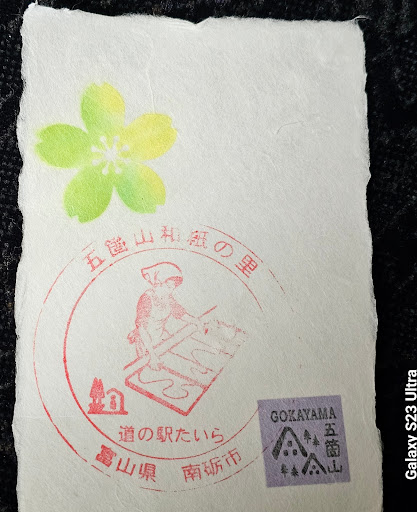 五箇山和紙の里
道の駅たいら
富山県 南砺市
GOKAYAMA
五箇山
Galaxy S23 Ultra